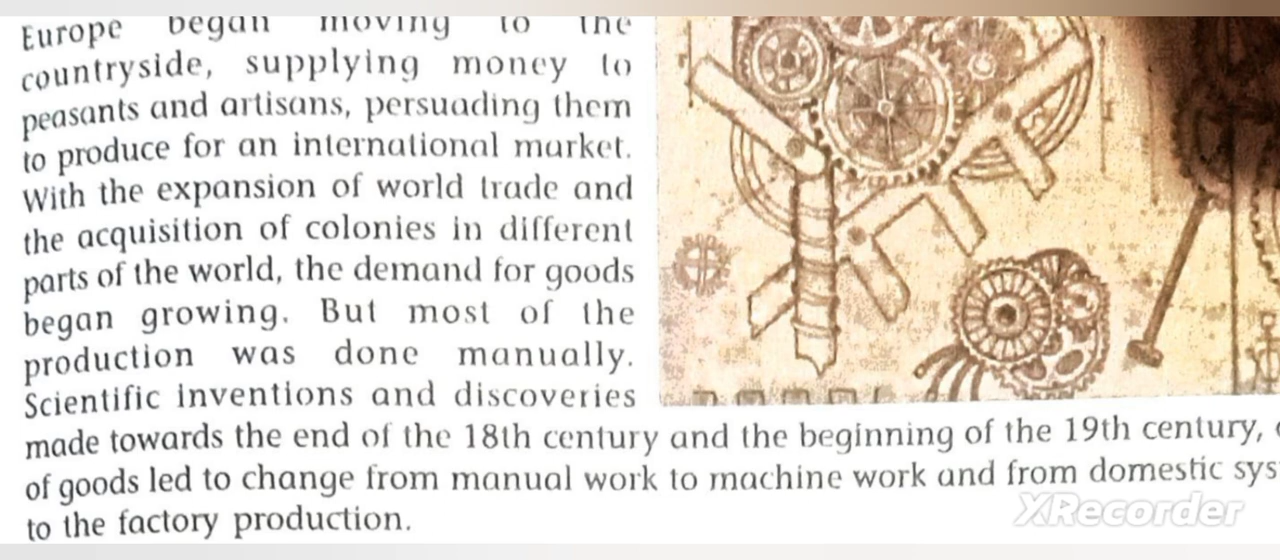 Europe began moving to the
countryside, supplying money to
peasants and artisans, persuading them
to produce for an international market.
With the expansion of world trade and
the acquisition of colonies in different
parts of the world, the demand for goods
began growing. But most of the
production was done manually.
Scientific inventions and discoveries
made towards the end of the 18th century and the beginning of the 19th century,
of goods led to change from manual work to machine work and from domestic
to the factory production.
XRecorder